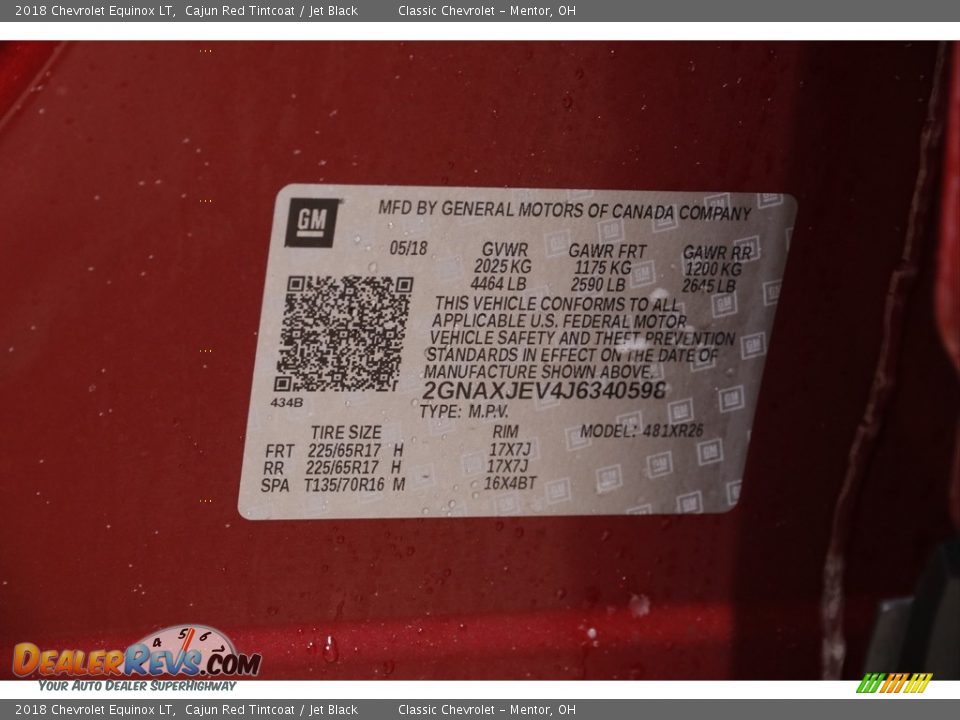 2018 Chevrolet Equinox LT, Cajun Red Tintcoat / Jet Black Classic Chevrolet - Mentor, OH
GM MFD BY GENERAL MOTORS OF CANADA COMPANY
05/18 GVWR GAWR FRT GAWR RR
2025 KG 1175 KG 1200 KG
4464 LB 2590 LB 2645 LB
THIS VEHICLE CONFORMS TO ALL
APPLICABLE U.S. FEDERAL MOTOR
VEHICLE SAFETY AND THEFT PREVENTION
STANDARDS IN EFFECT ON THE DATE OF
MANUFACTURE SHOWN ABOVE.
2GNAXJEV4J6340598
434B
TYPE: M.P.V.
TIRE SIZE RIM MODEL: 481XR26
FRT 225/65R17 H 17X7J
RR 225/65R17 H 17X7J
SPA T135/70R16 M 16X4BT
4 5 6
DealerRevs.com
Your Auto Dealer SuperHighway
2018 Chevrolet Equinox LT, Cajun Red Tintcoat / Jet Black Classic Chevrolet - Mentor, OH